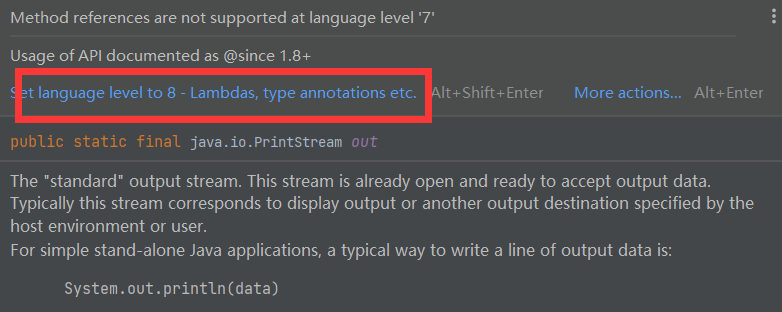 Method references are not supported at language level '7'
Usage of API documented as @since 1.8+
Set language level to 8 - Lambdas, type annotations etc. Alt+Shift+Enter More actions... Alt+Enter
public static final java.io.PrintStream out
The "standard" output stream. This stream is already open and ready to accept output data.
Typically this stream corresponds to display output or another output destination specified by the
host environment or user.
For simple stand-alone Java applications, a typical way to write a line of output data is:
System.out.println(data)